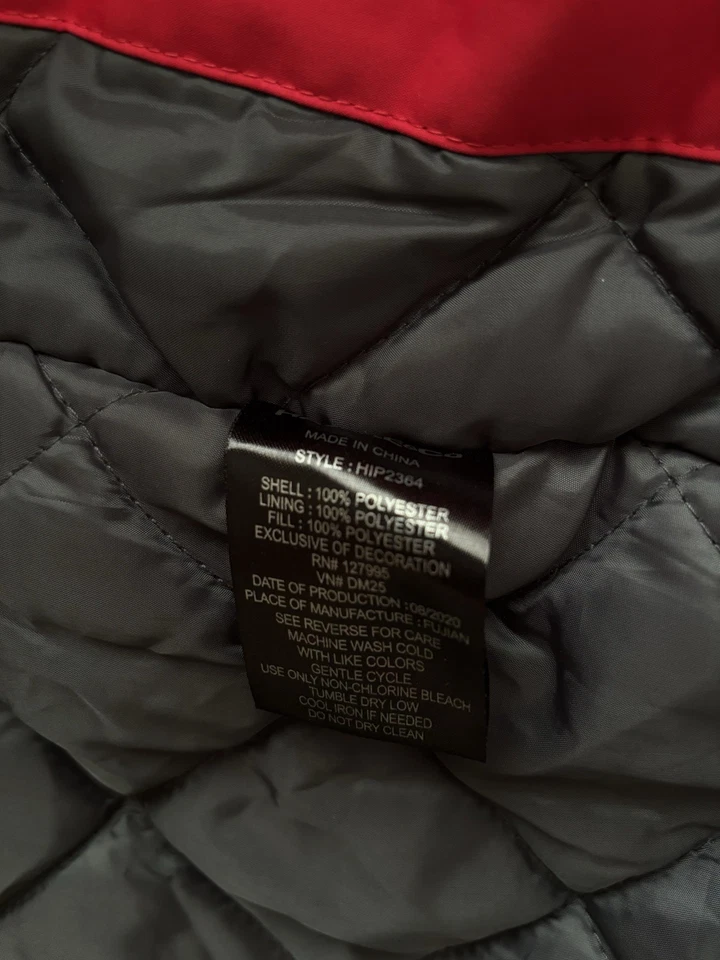 MADE IN CHINA
STYLE : HIP2364
SHELL : 100% POLYESTER
LINING : 100% POLYESTER
FILL : 100% POLYESTER
EXCLUSIVE OF DECORATION
RN# 127995
VN# DM25
DATE OF PRODUCTION : 08/2020
PLACE OF MANUFACTURE : FUJIAN
SEE REVERSE FOR CARE
MACHINE WASH COLD
WITH LIKE COLORS
GENTLE CYCLE
USE ONLY NON-CHLORINE BLEACH
TUMBLE DRY LOW
COOL IRON IF NEEDED
DO NOT DRY CLEAN